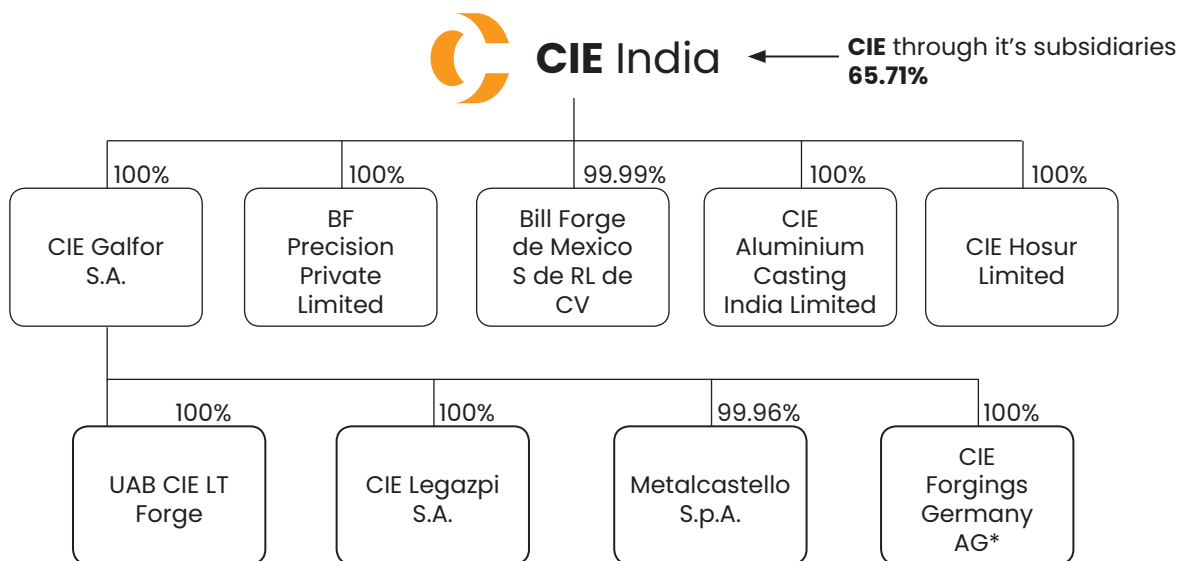 CIE India
CIE through it's subsidiaries
65.71%
100%
100%
99.99%
100%
100%
CIE Galfor
S.A.
BF
Precision
Private
Limited
Bill Forge
de Mexico
S de RL de
CV
CIE
Aluminium
Casting
India Limited
CIE Hosur
Limited
100%
100%
99.96%
100%
UAB CIE LT
Forge
CIE Legazpi
S.A.
Metalcastello
S.p.A.
CIE
Forgings
Germany
AG*